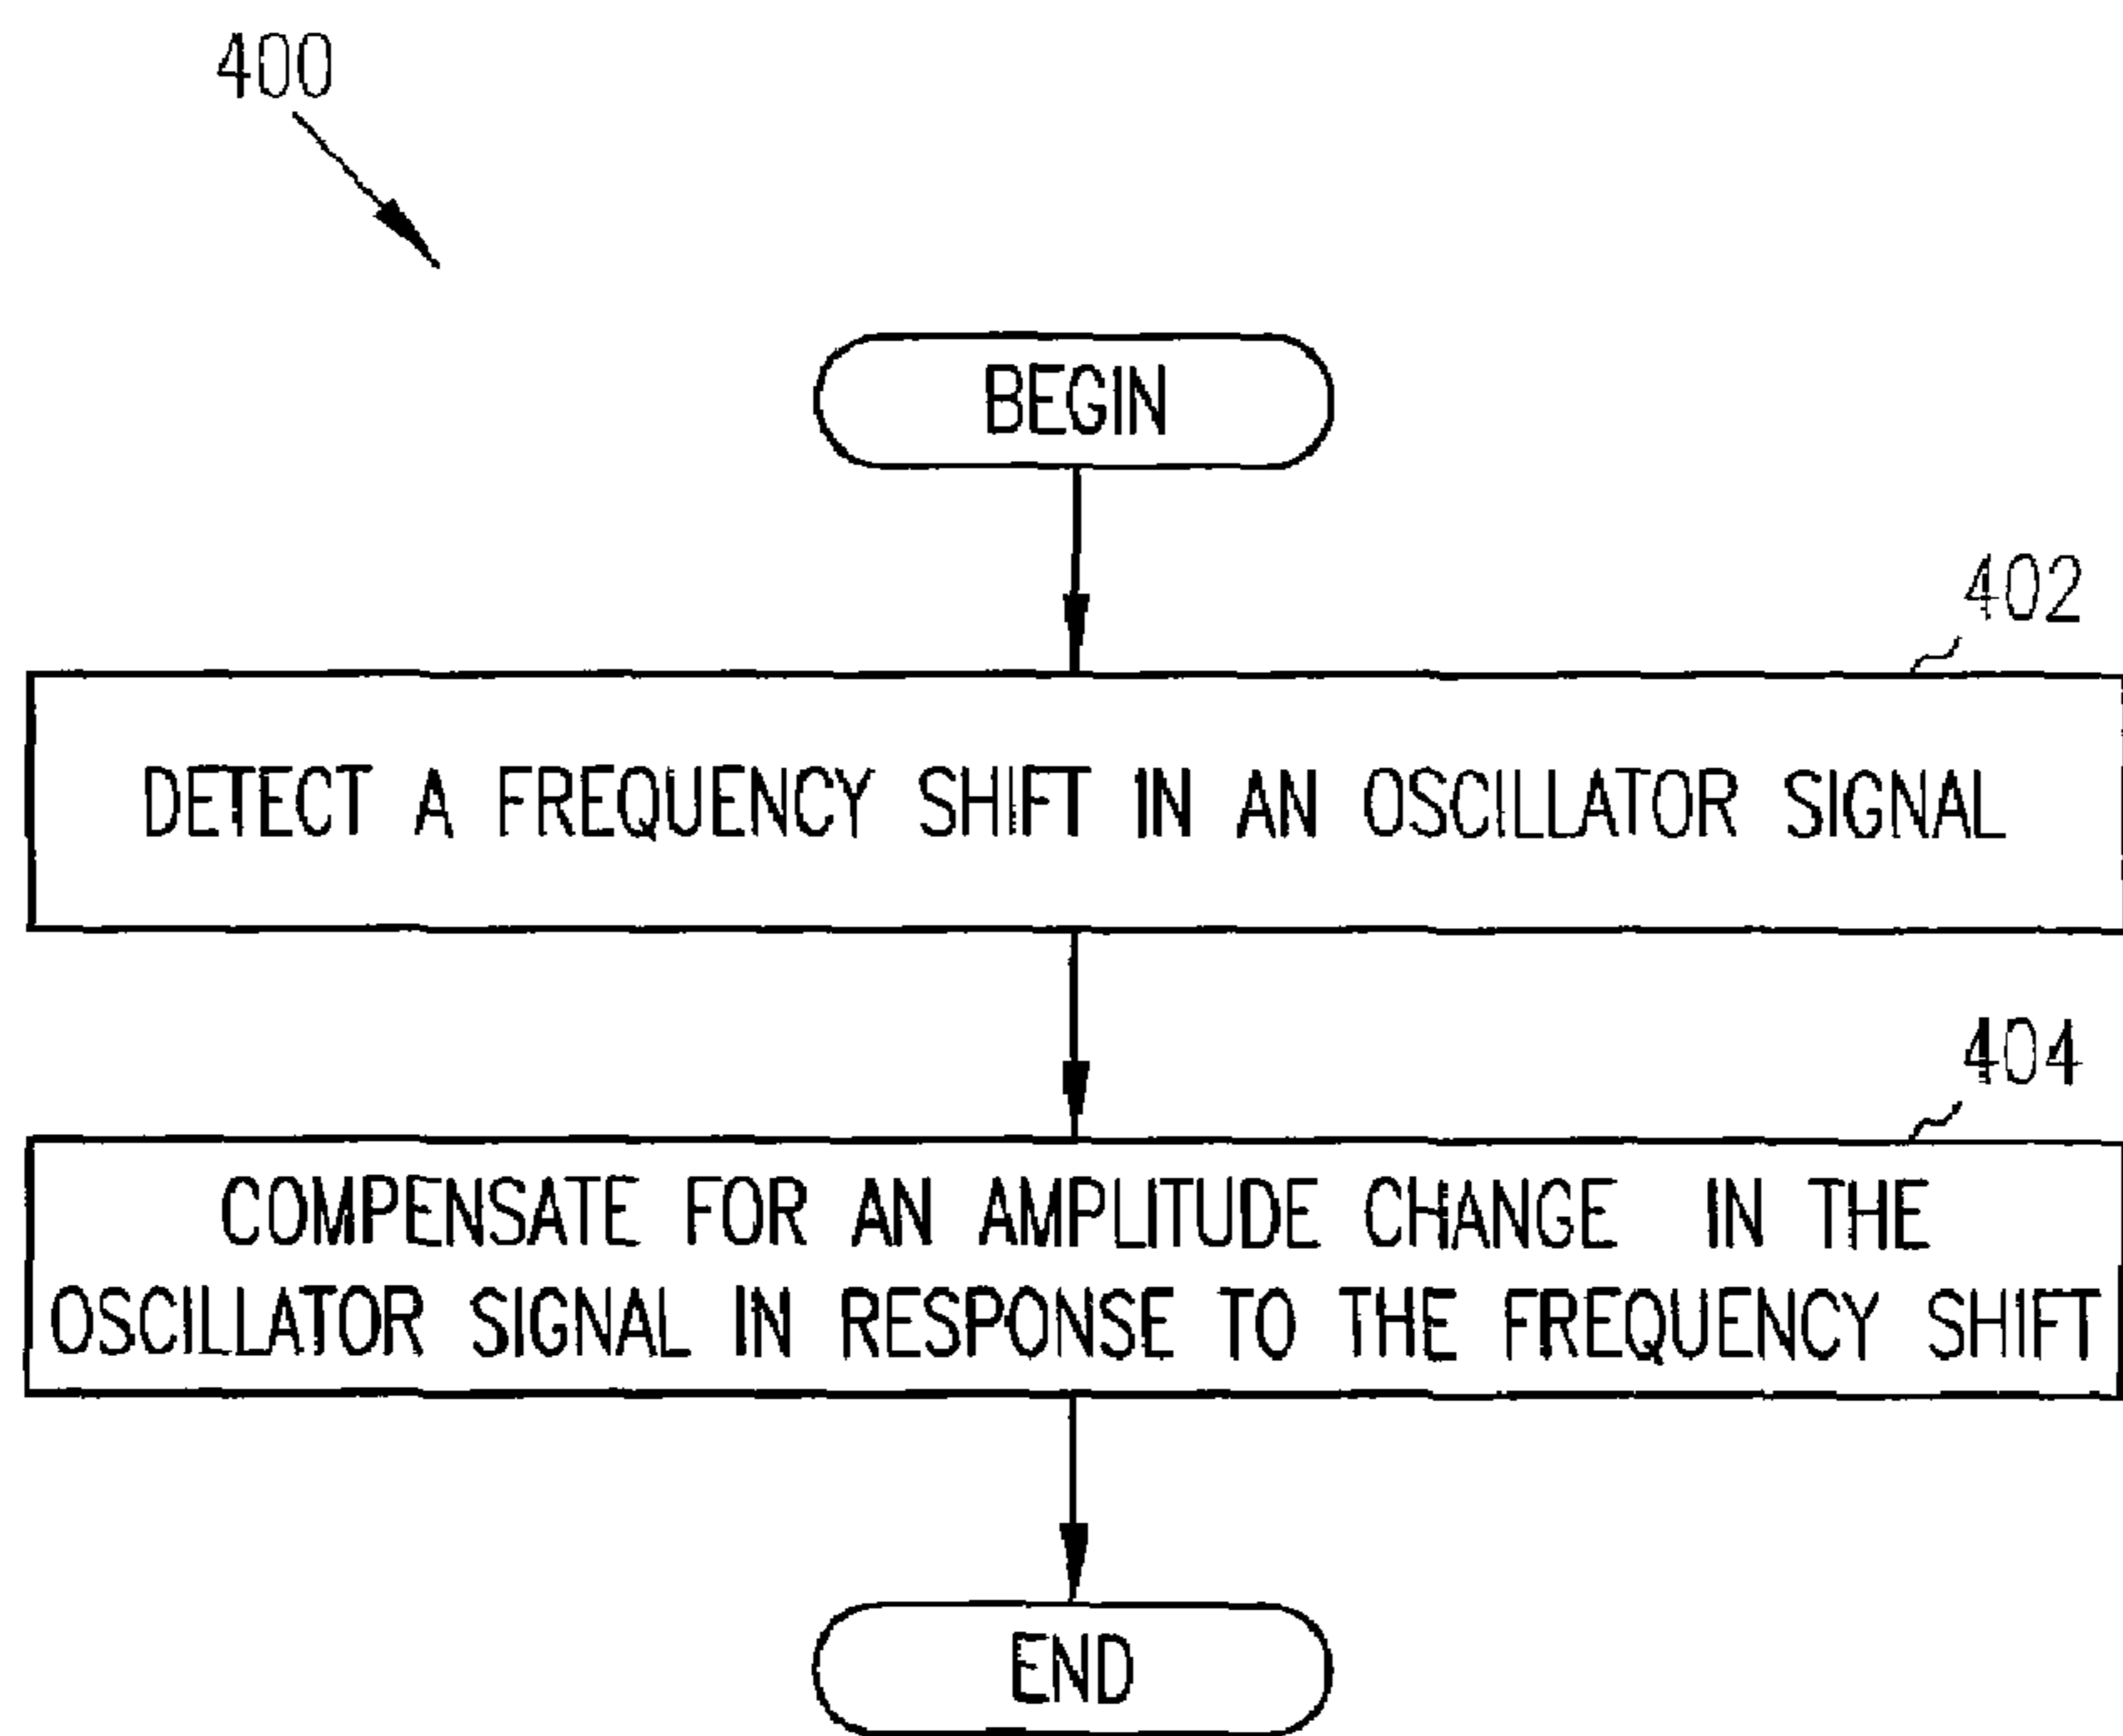 400
BEGIN
402
DETECT A FREQUENCY SHIFT IN AN OSCILLATOR SIGNAL
404
COMPENSATE FOR AN AMPLITUDE CHANGE IN THE
OSCILLATOR SIGNAL IN RESPONSE TO THE FREQUENCY SHIFT
END